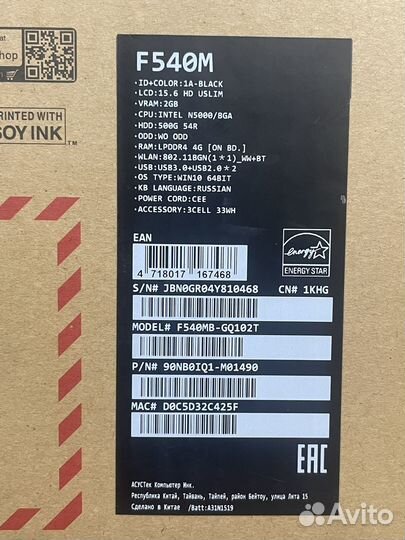 at
hop
PRINTED WITH
SOY INK
F540M
·ID+COLOR:1A-BLACK
·LCD:15.6 HD USLIM
·VRAM:2GB
·CPU:INTEL N5000/BGA
·HDD:500G 54R
·ODD:WO ODD
·RAM:LPDDR4 4G [ON BD.]
·WLAN:802.11BGN(1*1)_WW+BT
·USB:USB3.0+USB2.0*2
·OS TYPE:WIN10 64BIT
·KB LANGUAGE:RUSSIAN
·POWER CORD:CEE
·ACCESSORY:3CELL 33WH
EAN
4 718017 167468
energy
ENERGY STAR
S/N# JBN0GR04Y810468 CN# 1KHG
MODEL# F540MB-GQ102T
P/N# 90NB0IQ1-M01490
MAC# D0C5D32C425F
EAC
АСУСТек Компьютер Инк.
Республика Китай, Тайвань, Тайпей, район Бейтоу, улица Лита 15
Сделано в Китае /Batt:A31N1519
Avito